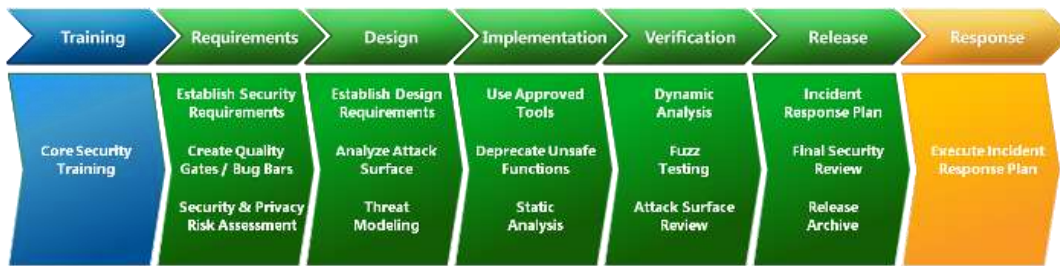 Training
Requirements
Design
Implementation
Verification
Release
Response
Core Security
Training
Establish Security
Requirements
Create Quality
Gates / Bug Bars
Security & Privacy
Risk Assessment
Establish Design
Requirements
Analyze Attack
Surface
Threat
Modeling
Use Approved
Tools
Deprecate Unsafe
Functions
Static
Analysis
Dynamic
Analysis
Fuzz
Testing
Attack Surface
Review
Incident
Response Plan
Final Security
Review
Release
Archive
Execute Incident
Response Plan